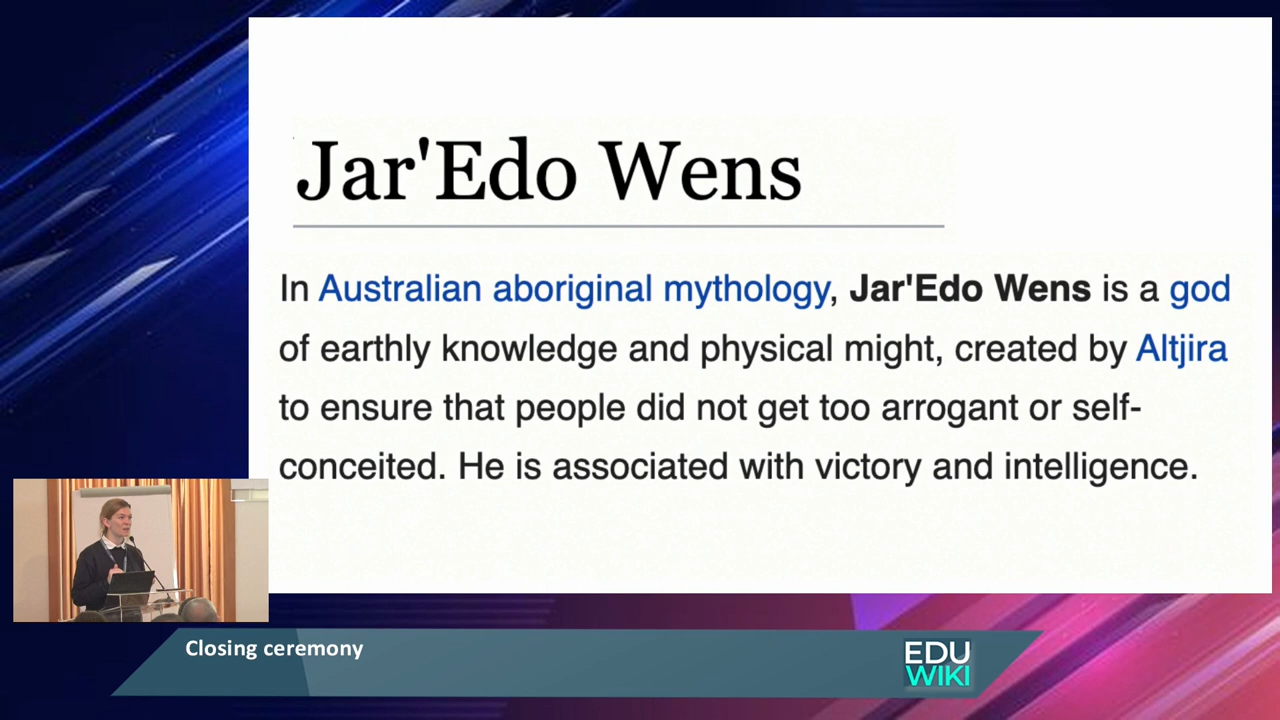 Jar'Edo Wens
In Australian aboriginal mythology, Jar'Edo Wens is a god
of earthly knowledge and physical might, created by Altjira
to ensure that people did not get too arrogant or self-
conceited. He is associated with victory and intelligence.
Closing ceremony
EDU
WIKI